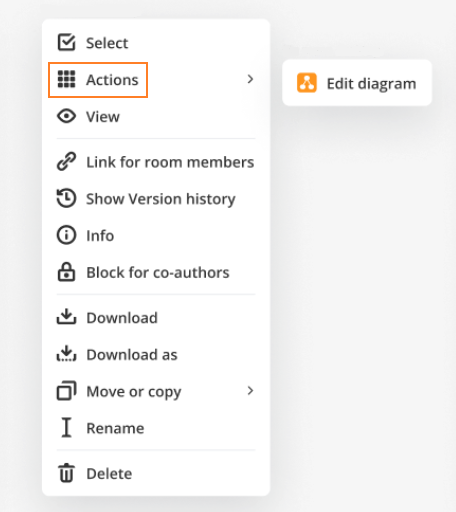 Select
Actions
Edit diagram
View
Link for room members
Show Version history
Info
Block for co-authors
Download
Download as
Move or copy
Rename
Delete